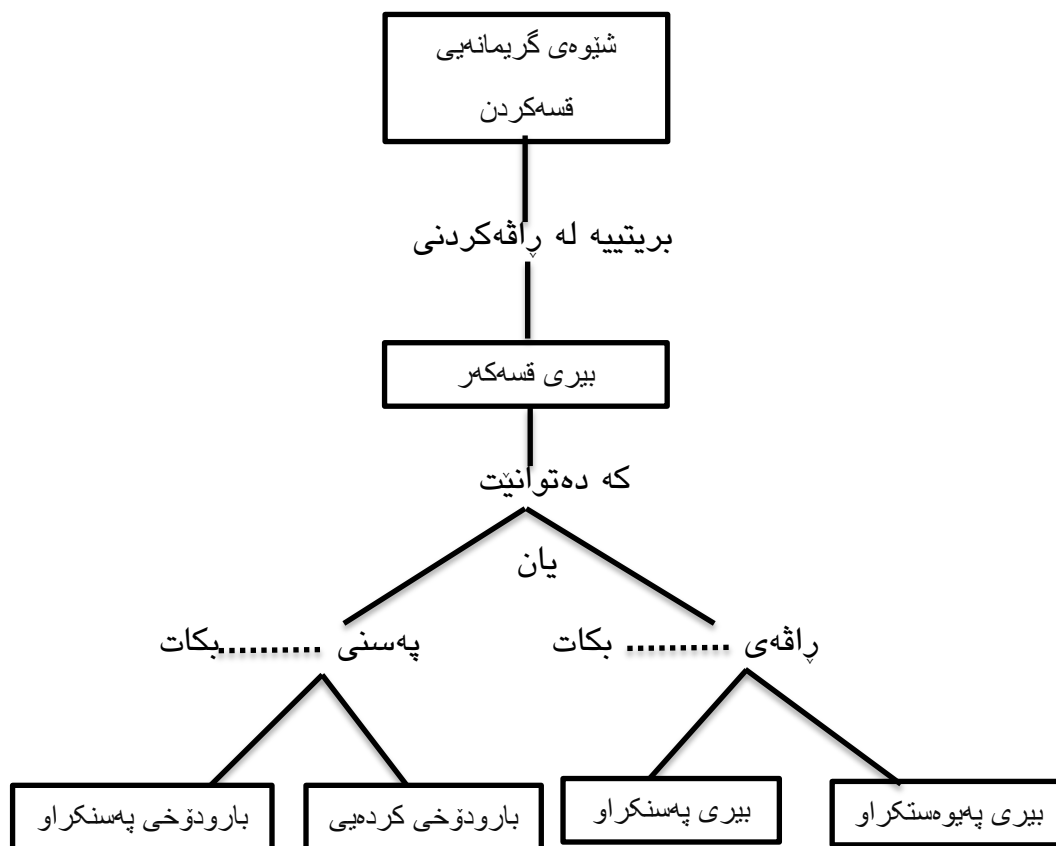 شێوەی گریمانەیی
قسەکردن
بریتییە لە ڕاڤەکردنی
بیری قسەکەر
کە دەتوانێت
یان
ڕاڤەی .......... بکات
پەسنی ..........بکات
بیری پەیوەستکراو
بیری پەسنکراو
بارودۆخی کردەیی
بارودۆخی پەسنکراو